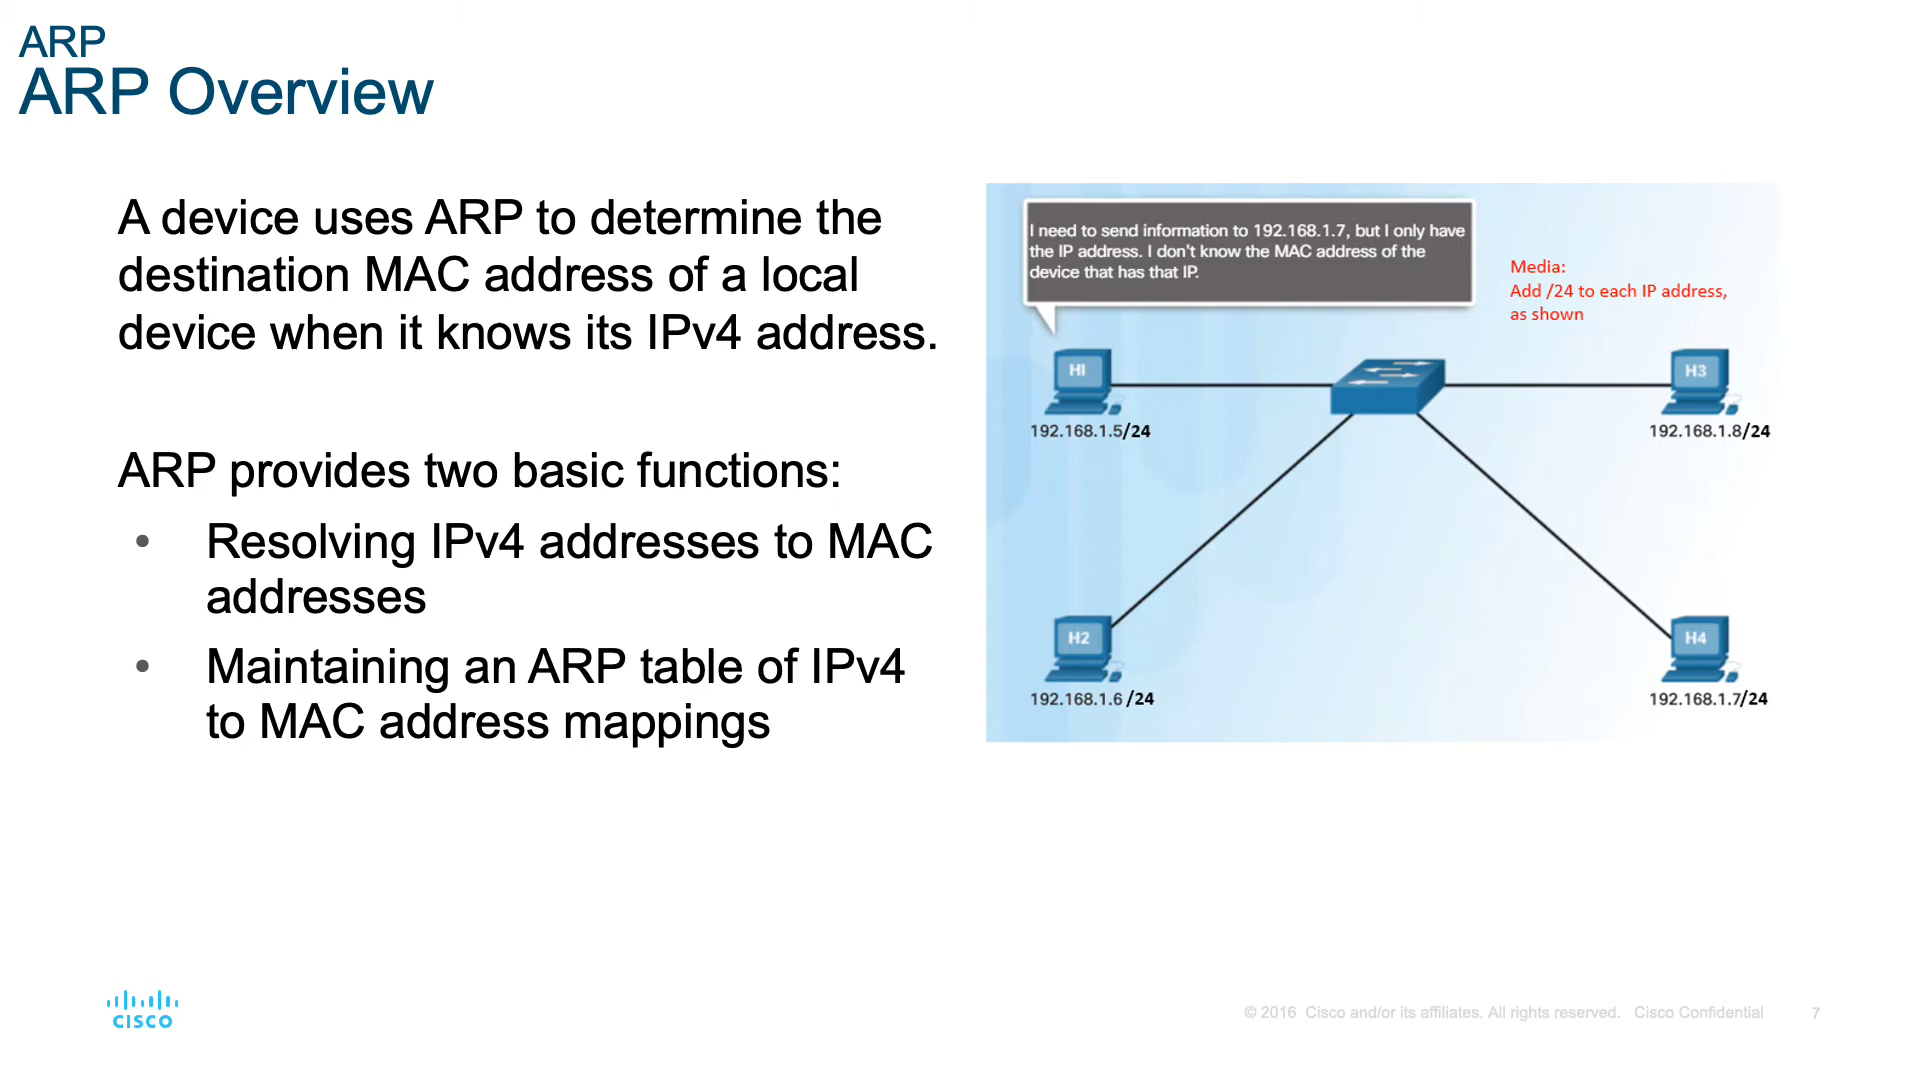 ARP
ARP Overview
A device uses ARP to determine the
destination MAC address of a local
device when it knows its IPv4 address.
ARP provides two basic functions:
• Resolving IPv4 addresses to MAC
addresses
• Maintaining an ARP table of IPv4
to MAC address mappings
I need to send information to 192.168.1.7, but I only have
the IP address. I don't know the MAC address of the
device that has that IP.
Media:
Add /24 to each IP address,
as shown
H1
H3
192.168.1.5/24
192.168.1.8/24
H2
H4
192.168.1.6 /24
192.168.1.7/24
CISCO
© 2016 Cisco and/or its affiliates. All rights reserved. Cisco Confidential
7